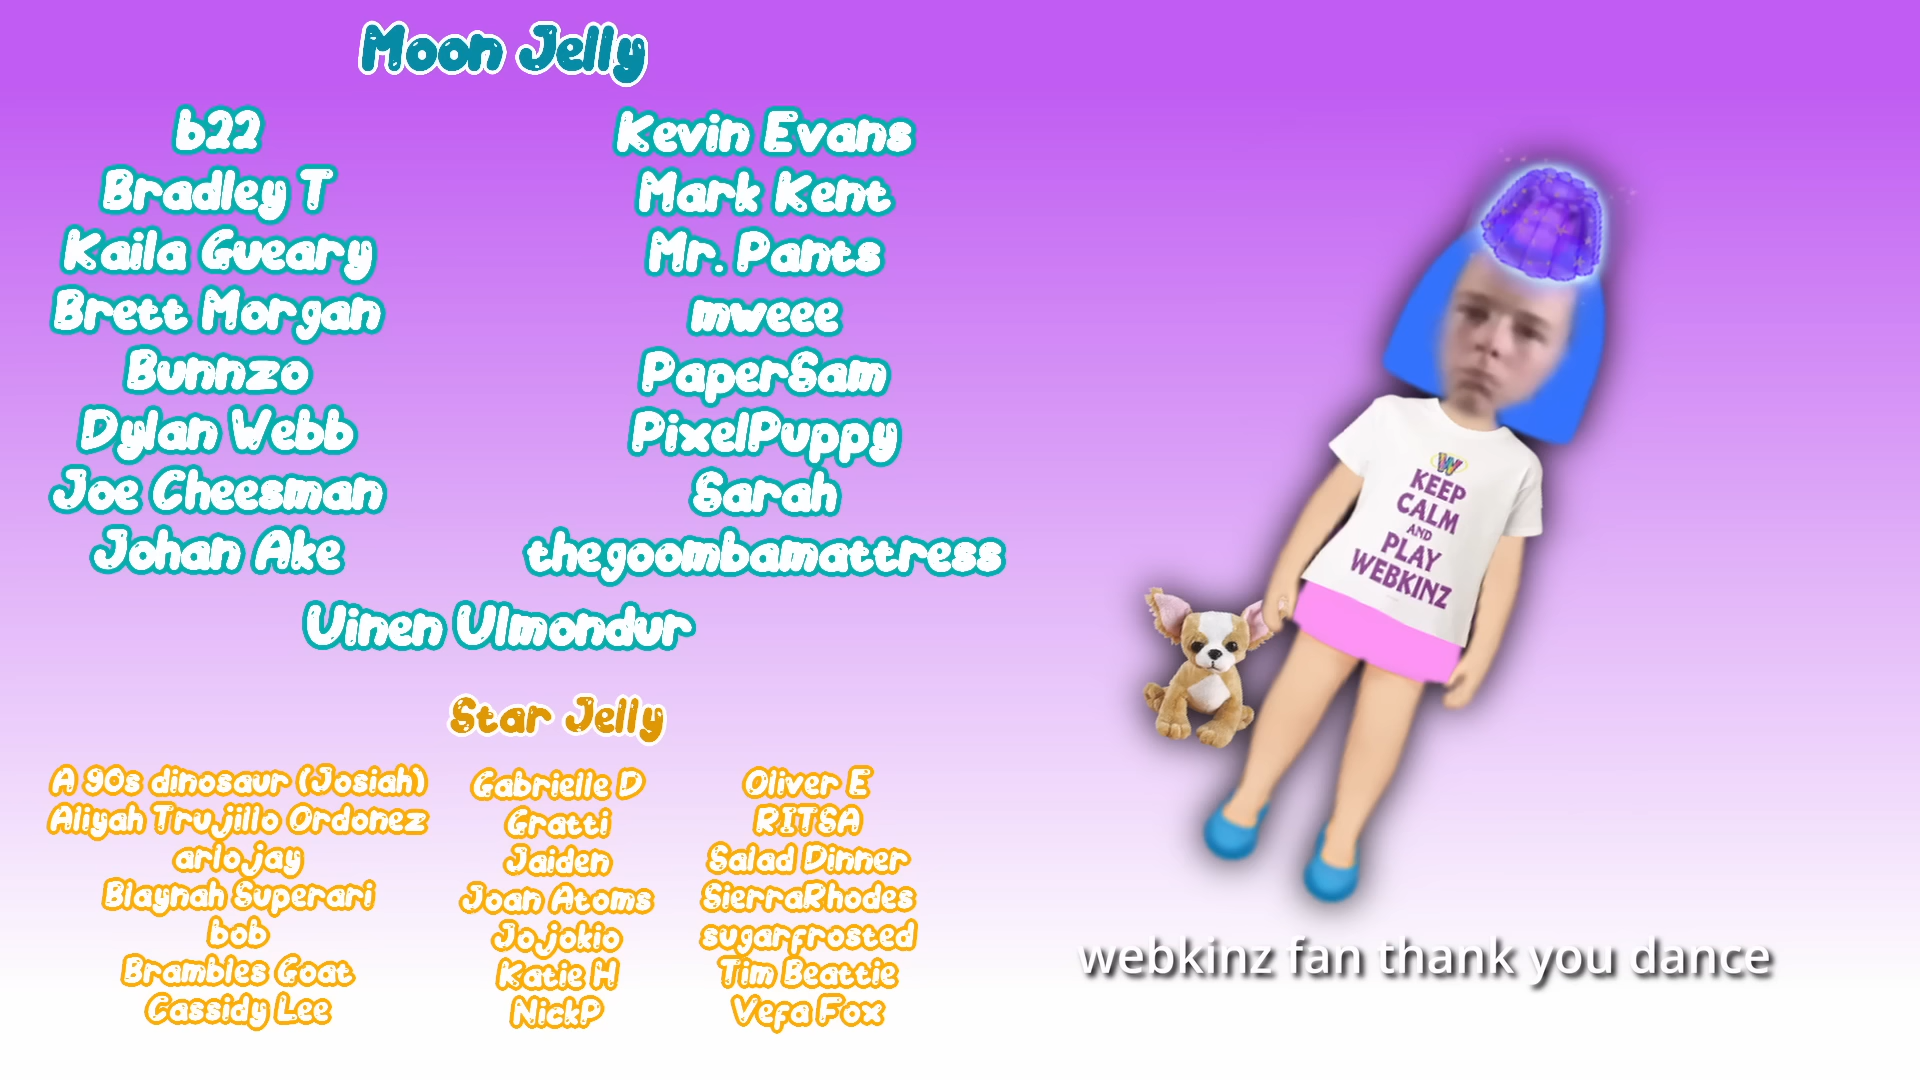 Moon Jelly
b22
Bradley T
Kaila Gueary
Brett Morgan
Bunnzo
Dylan Webb
Joe Cheesman
Johan Ake
Kevin Evans
Mark Kent
Mr. Pants
mweee
PaperSam
PixelPuppy
Sarah
thegoombamattress
Uinen Ulmondur
Star Jelly
A 90s dinosaur (Josiah)
Aliyah Trujillo Ordonez
arlojay
Blaynah Superari
bob
Brambles Goat
Cassidy Lee
Gabrielle D
Gratti
Jaiden
Joan Atoms
Jojokio
Katie H
NickP
Oliver E
RITSA
Salad Dinner
SierraRhodes
sugarfrosted
Tim Beattie
Vefa Fox
W
KEEP
CALM
AND
PLAY
WEBKINZ
webkinz fan thank you dance